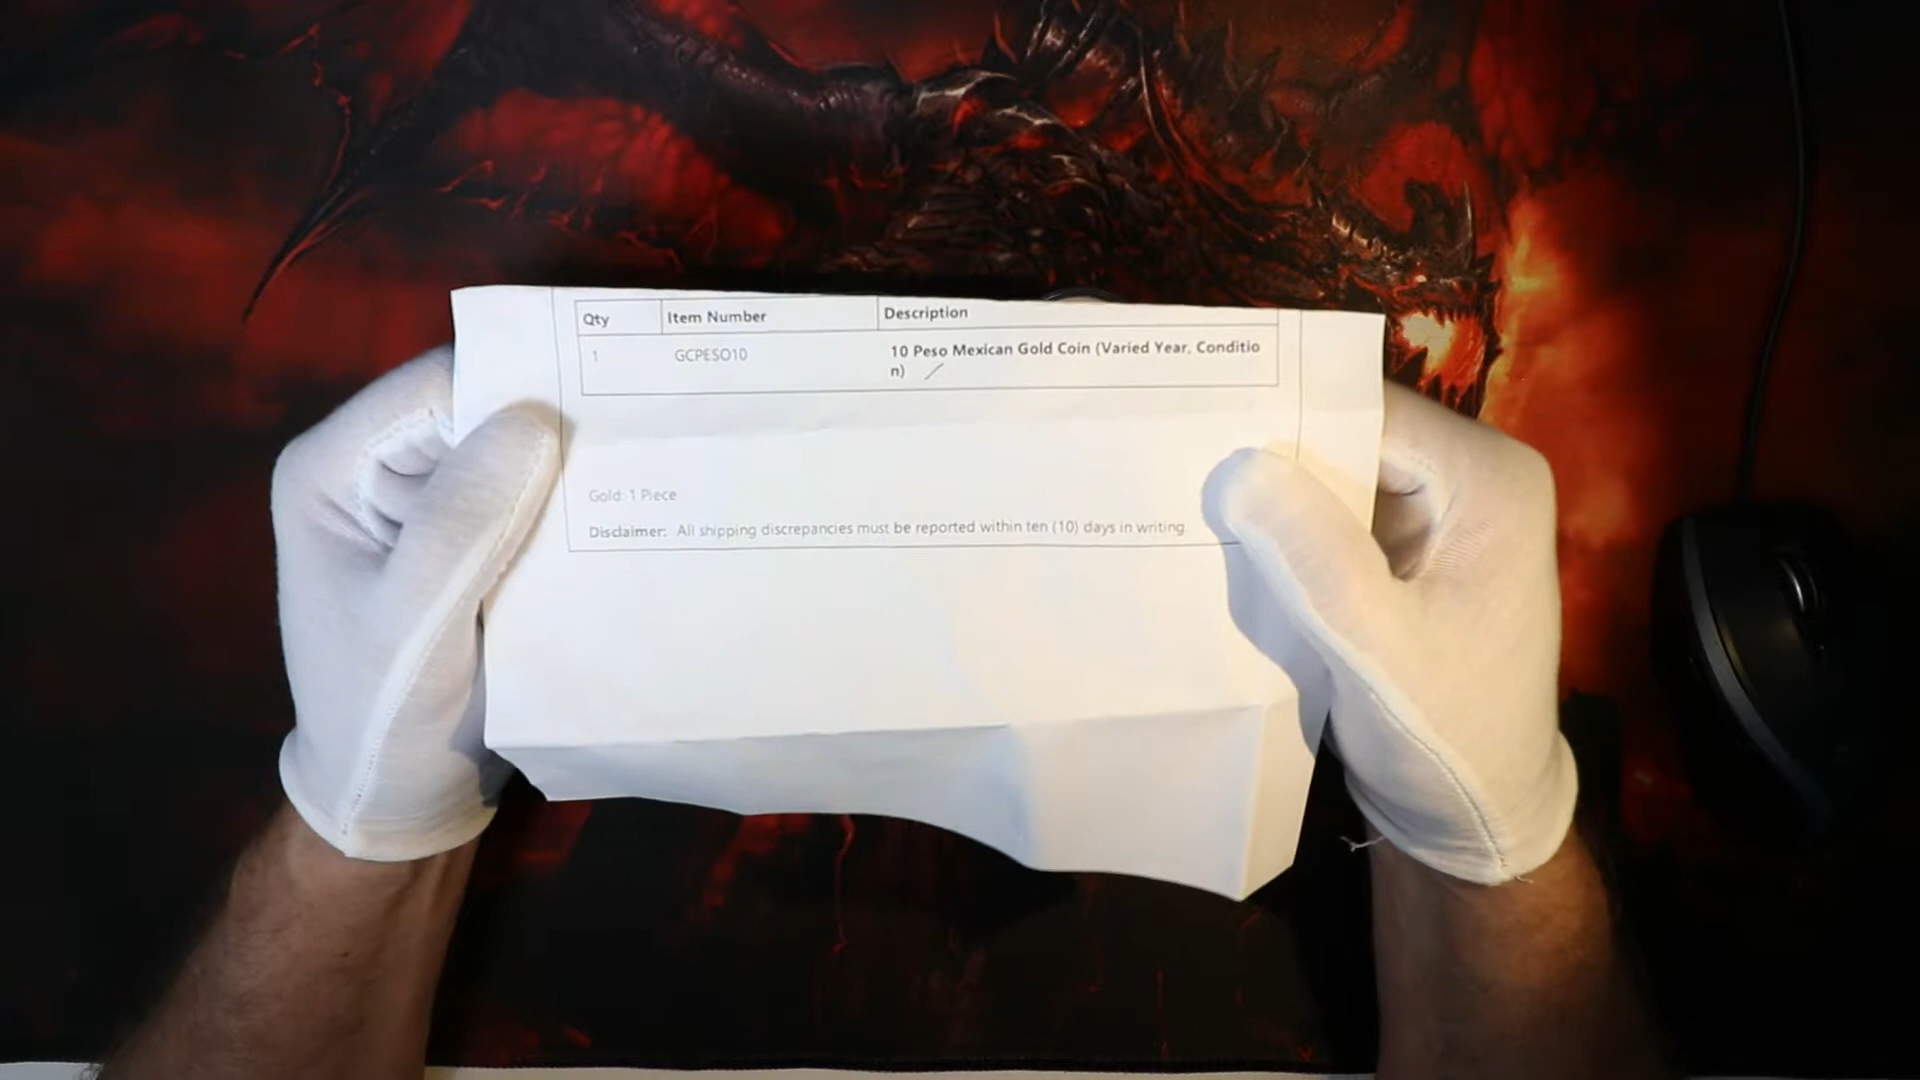 Qty Item Number Description
1 GCPESO10 10 Peso Mexican Gold Coin (Varied Year, Conditio
n)
Gold: 1 Piece
Disclaimer: All shipping discrepancies must be reported within ten (10) days in writing.